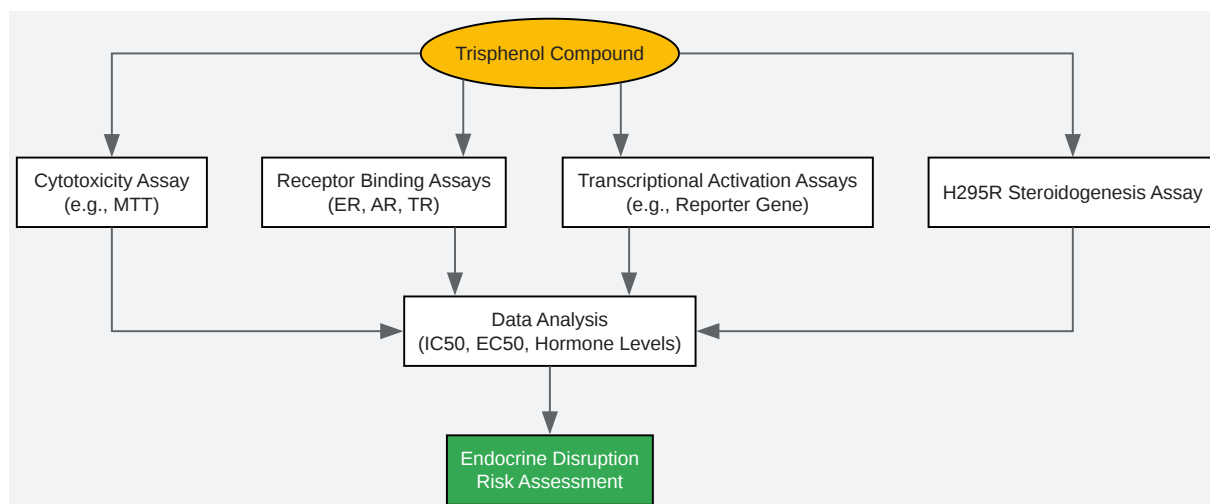 Trisphenol Compound
Cytotoxicity Assay
(e.g., MTT)
Receptor Binding Assays
(ER, AR, TR)
Transcriptional Activation Assays
(e.g., Reporter Gene)
H295R Steroidogenesis Assay
Data Analysis
(IC50, EC50, Hormone Levels)
Endocrine Disruption
Risk Assessment